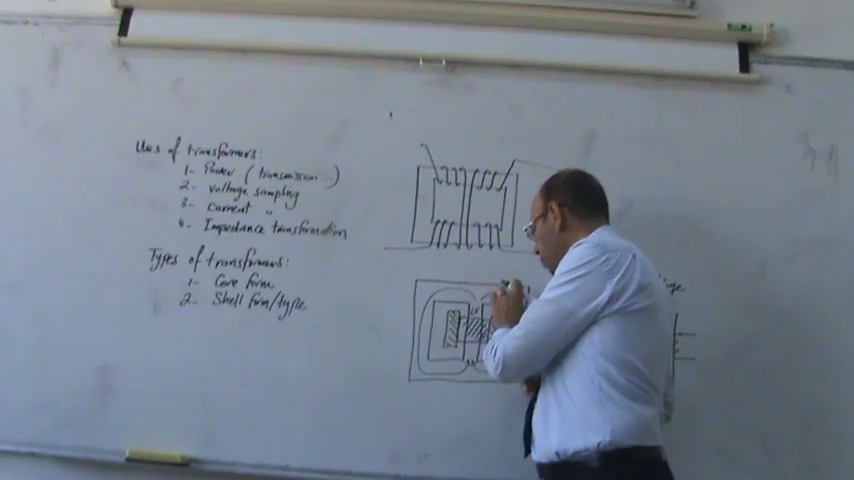 Uses of transformers:
1- Power (transmission...)
2- voltage sampling
3- current "
4- Impedance transformation
Types of transformers:
1- Core form
2- Shell form/type